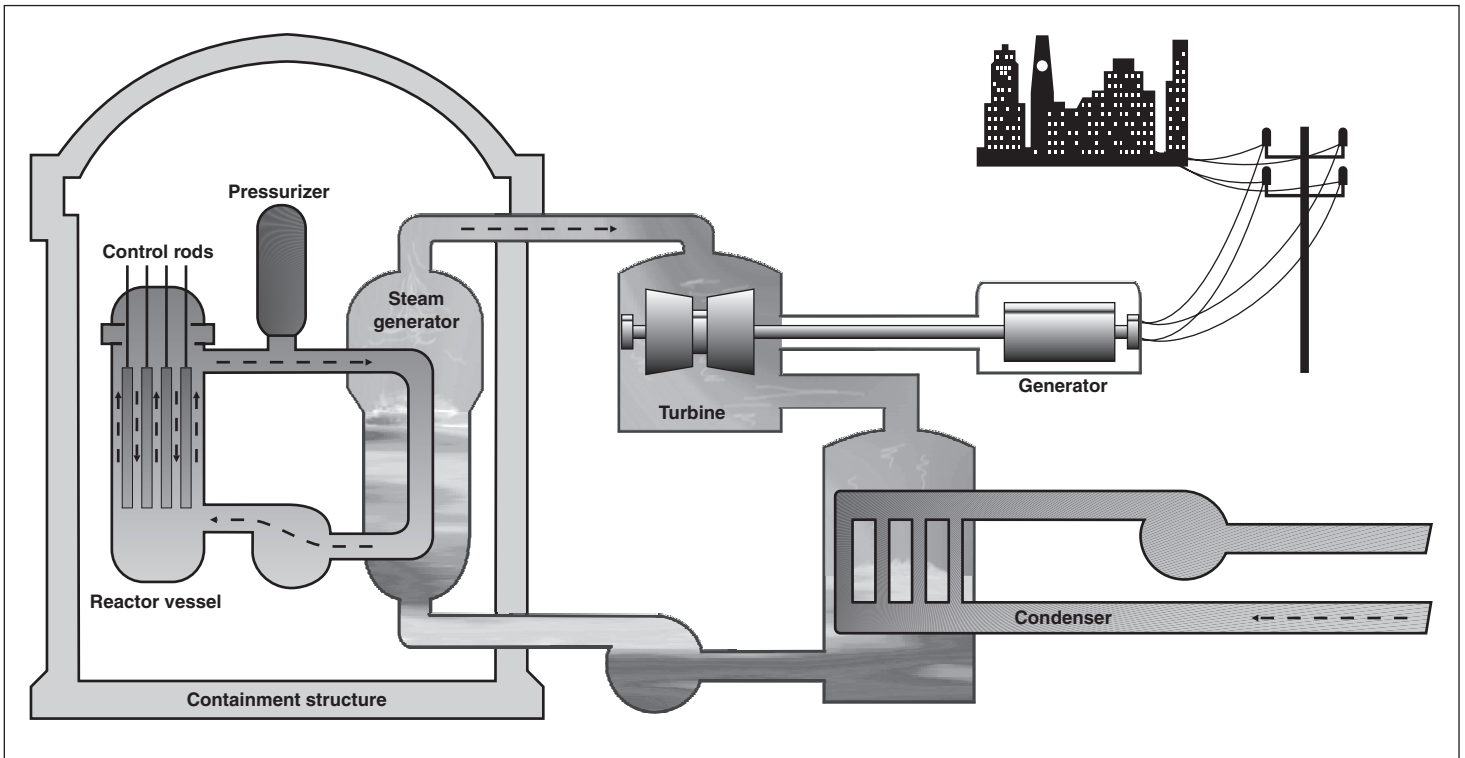 Pressurizer
Control rods
Steam
generator
Turbine
Generator
Reactor vessel
Condenser
Containment structure